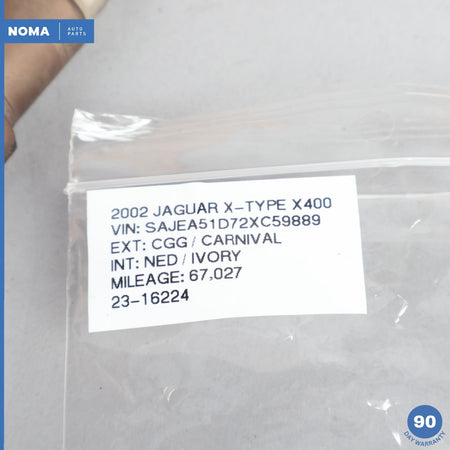 NOMA
AUTO
PARTS
2002 JAGUAR X-TYPE X400
VIN: SAJEA51D72XC59889
EXT: CGG / CARNIVAL
INT: NED / IVORY
MILEAGE: 67,027
23-16224
90
DAY WARRANTY